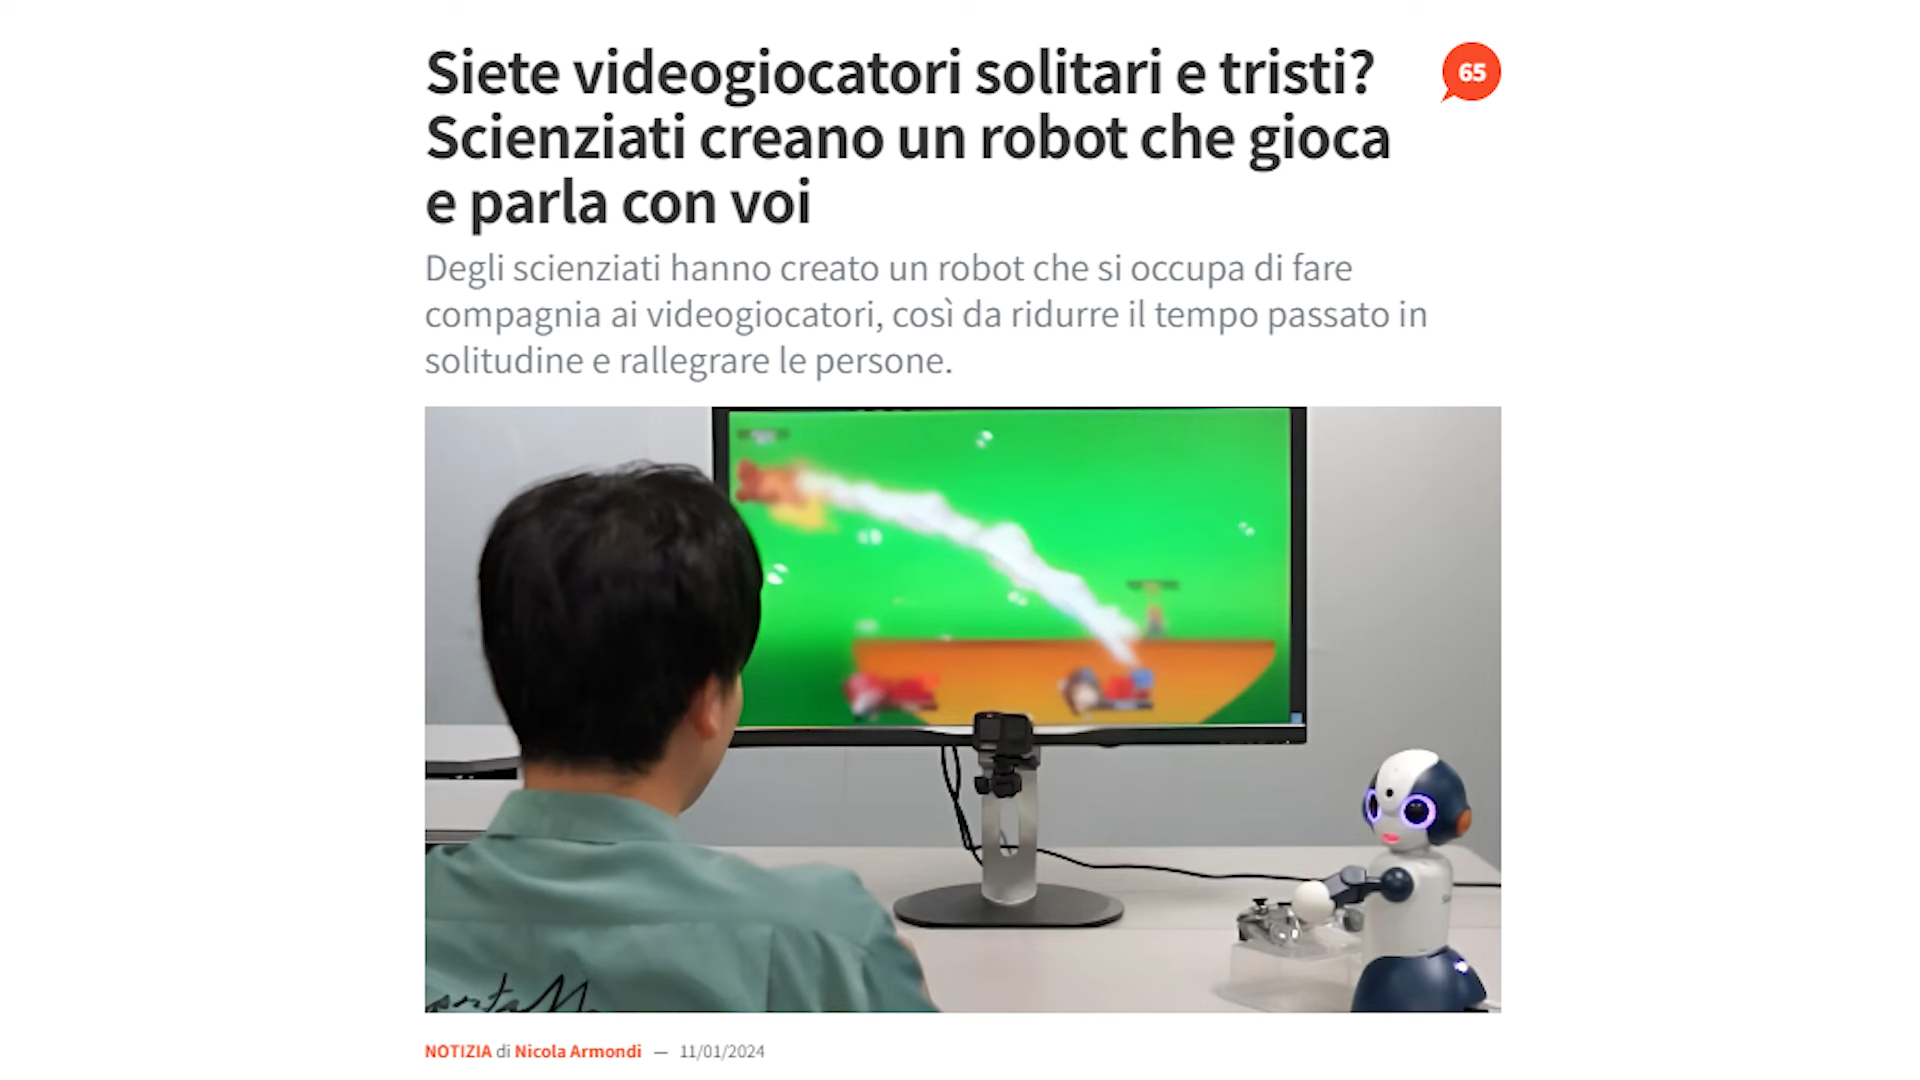 Siete videogiocatori solitari e tristi?
65
Scienziati creano un robot che gioca
e parla con voi
Degli scienziati hanno creato un robot che si occupa di fare
compagnia ai videogiocatori, così da ridurre il tempo passato in
solitudine e rallegrare le persone.
NOTIZIA di Nicola Armondi — 11/01/2024